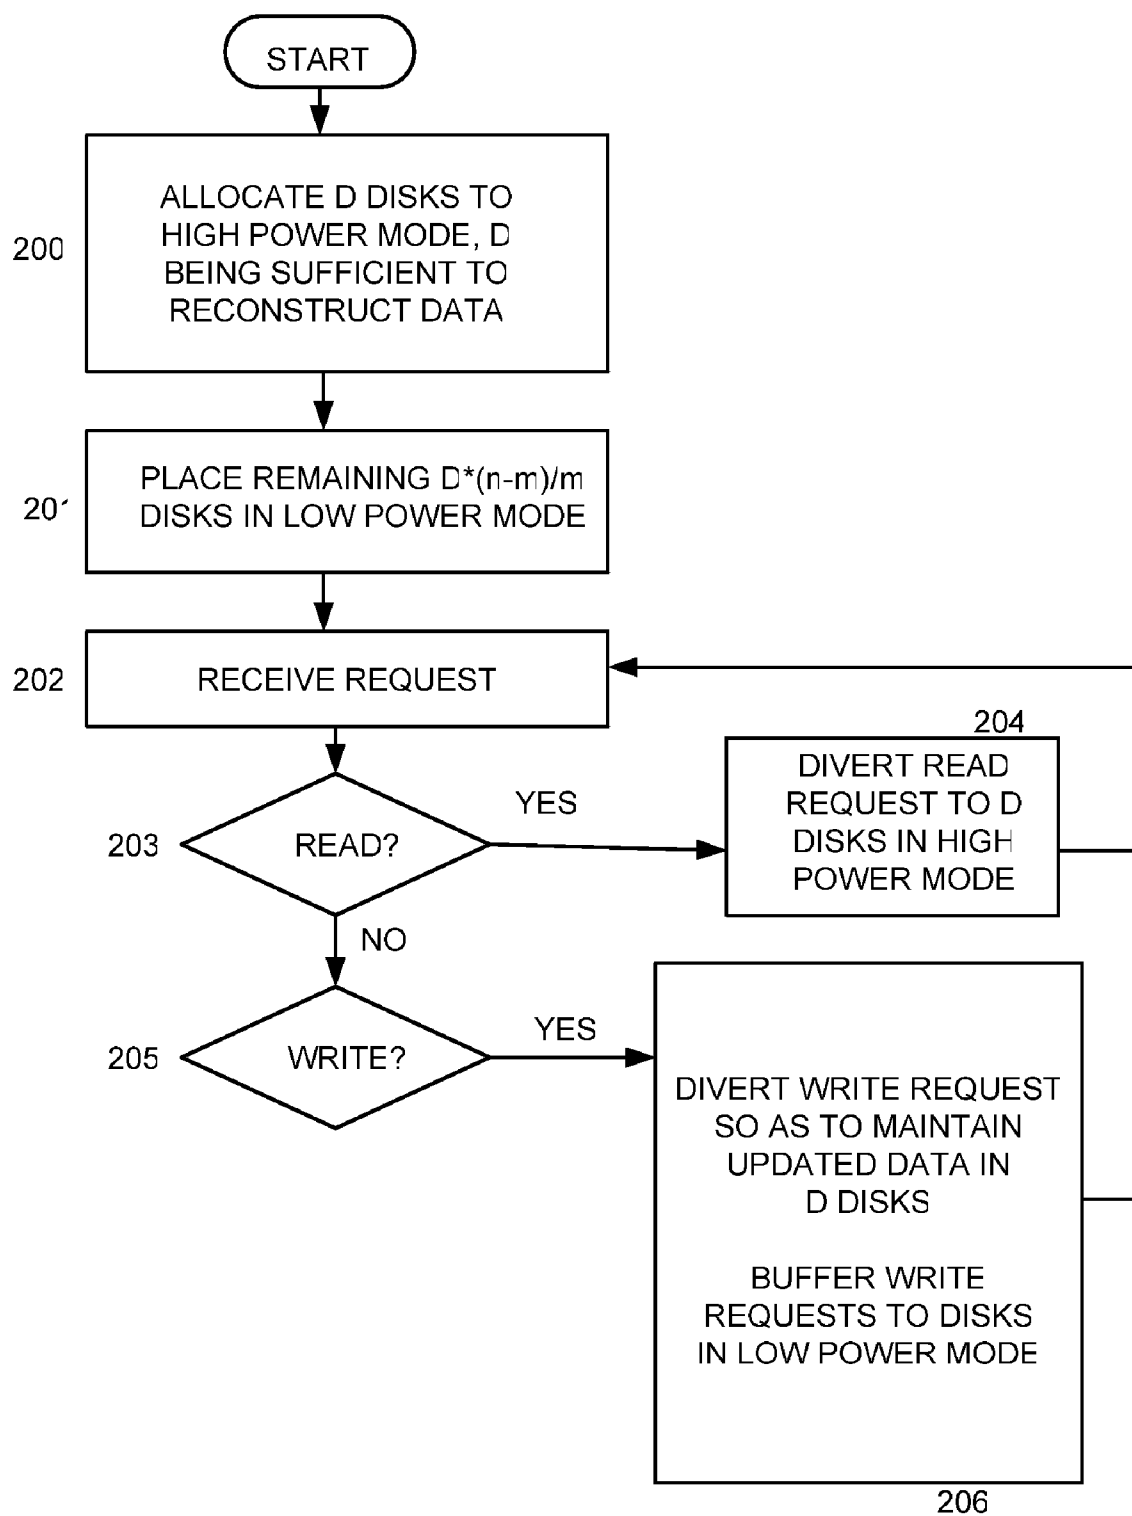 START
200
ALLOCATE D DISKS TO
HIGH POWER MODE, D
BEING SUFFICIENT TO
RECONSTRUCT DATA
201
PLACE REMAINING D*(n-m)/m
DISKS IN LOW POWER MODE
202
RECEIVE REQUEST
204
DIVERT READ
REQUEST TO D
DISKS IN HIGH
POWER MODE
203
READ?
YES
NO
205
WRITE?
YES
DIVERT WRITE REQUEST
SO AS TO MAINTAIN
UPDATED DATA IN
D DISKS
BUFFER WRITE
REQUESTS TO DISKS
IN LOW POWER MODE
206